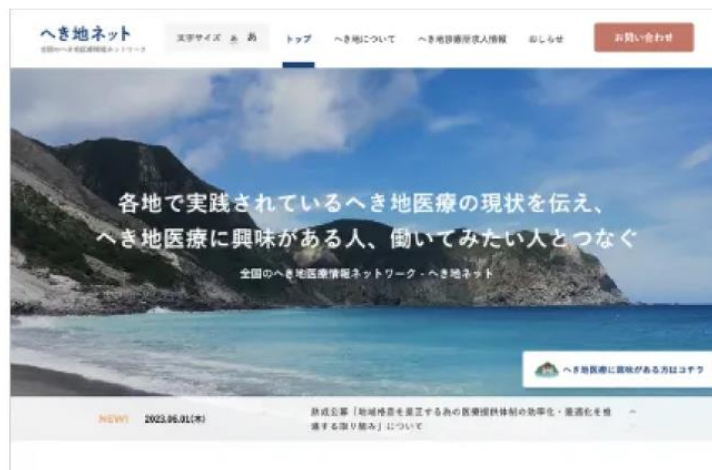 へき地ネット
全国のへき地医療情報ネットワーク
文字サイズ あ あ
トップ
へき地について
へき地診療所求人情報
おしらせ
お問い合わせ
各地で実践されているへき地医療の現状を伝え、
へき地医療に興味がある人、働いてみたい人とつなぐ
全国のへき地医療情報ネットワーク - へき地ネット
へき地医療に興味がある方はコチラ
NEW!
2023.06.01(木)
助成公募「地域格差を是正する為の医療提供体制の効率化・最適化を推
進する取り組み」について